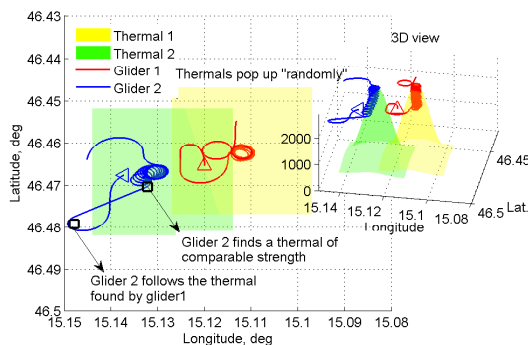 46.43
46.44
46.45
46.46
46.47
46.48
46.49
46.5
Latitude, deg
15.15
15.14
15.13
15.12
15.11
15.1
15.09
15.08
Longitude, deg
Thermal 1
Thermal 2
Glider 1
Glider 2
Thermals pop up "randomly"
Glider 2 finds a thermal of
comparable strength
Glider 2 follows the thermal
found by glider1
3D view
2000
1000
0
15.14
15.12
15.1
15.08
Longitude
46.45
46.5
Lat.